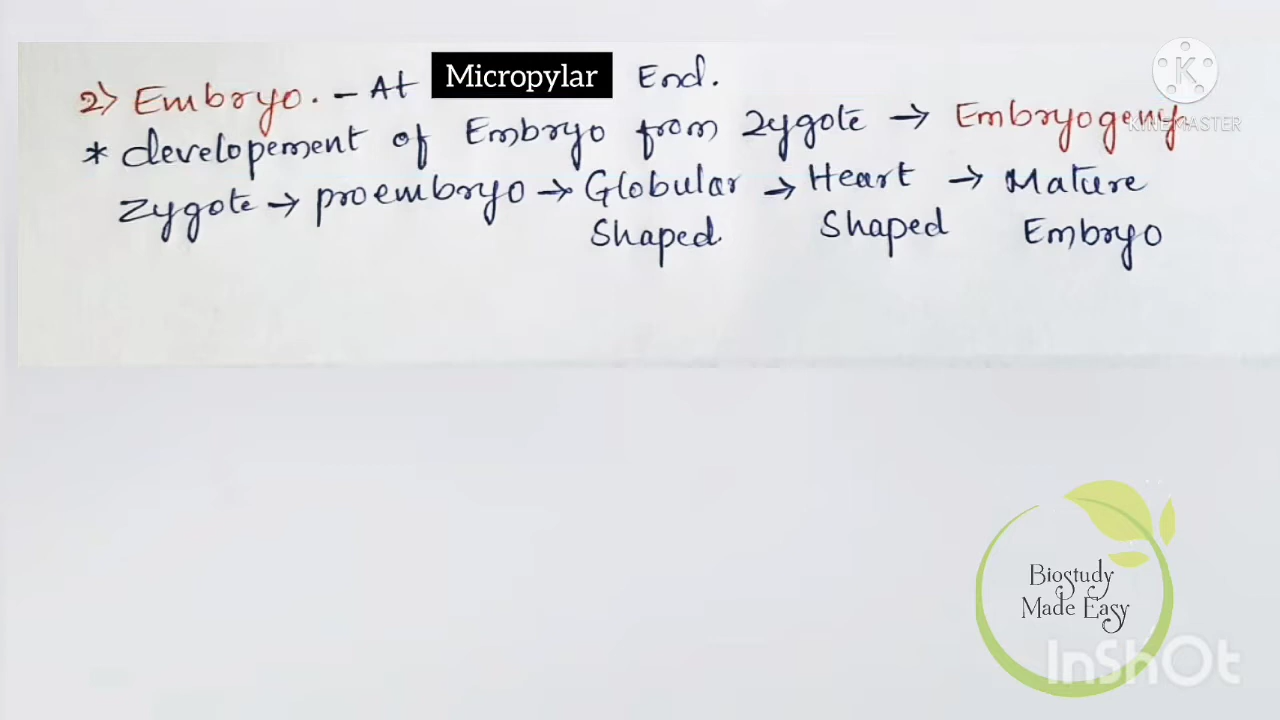 2) Embryo. - At Micropylar End.
* developement of Embryo from Zygote → Embryogeny.
Zygote → proembryo → Globular Shaped → Heart Shaped → Mature Embryo
KINEMASTER
Biostudy
Made Easy
InShOt